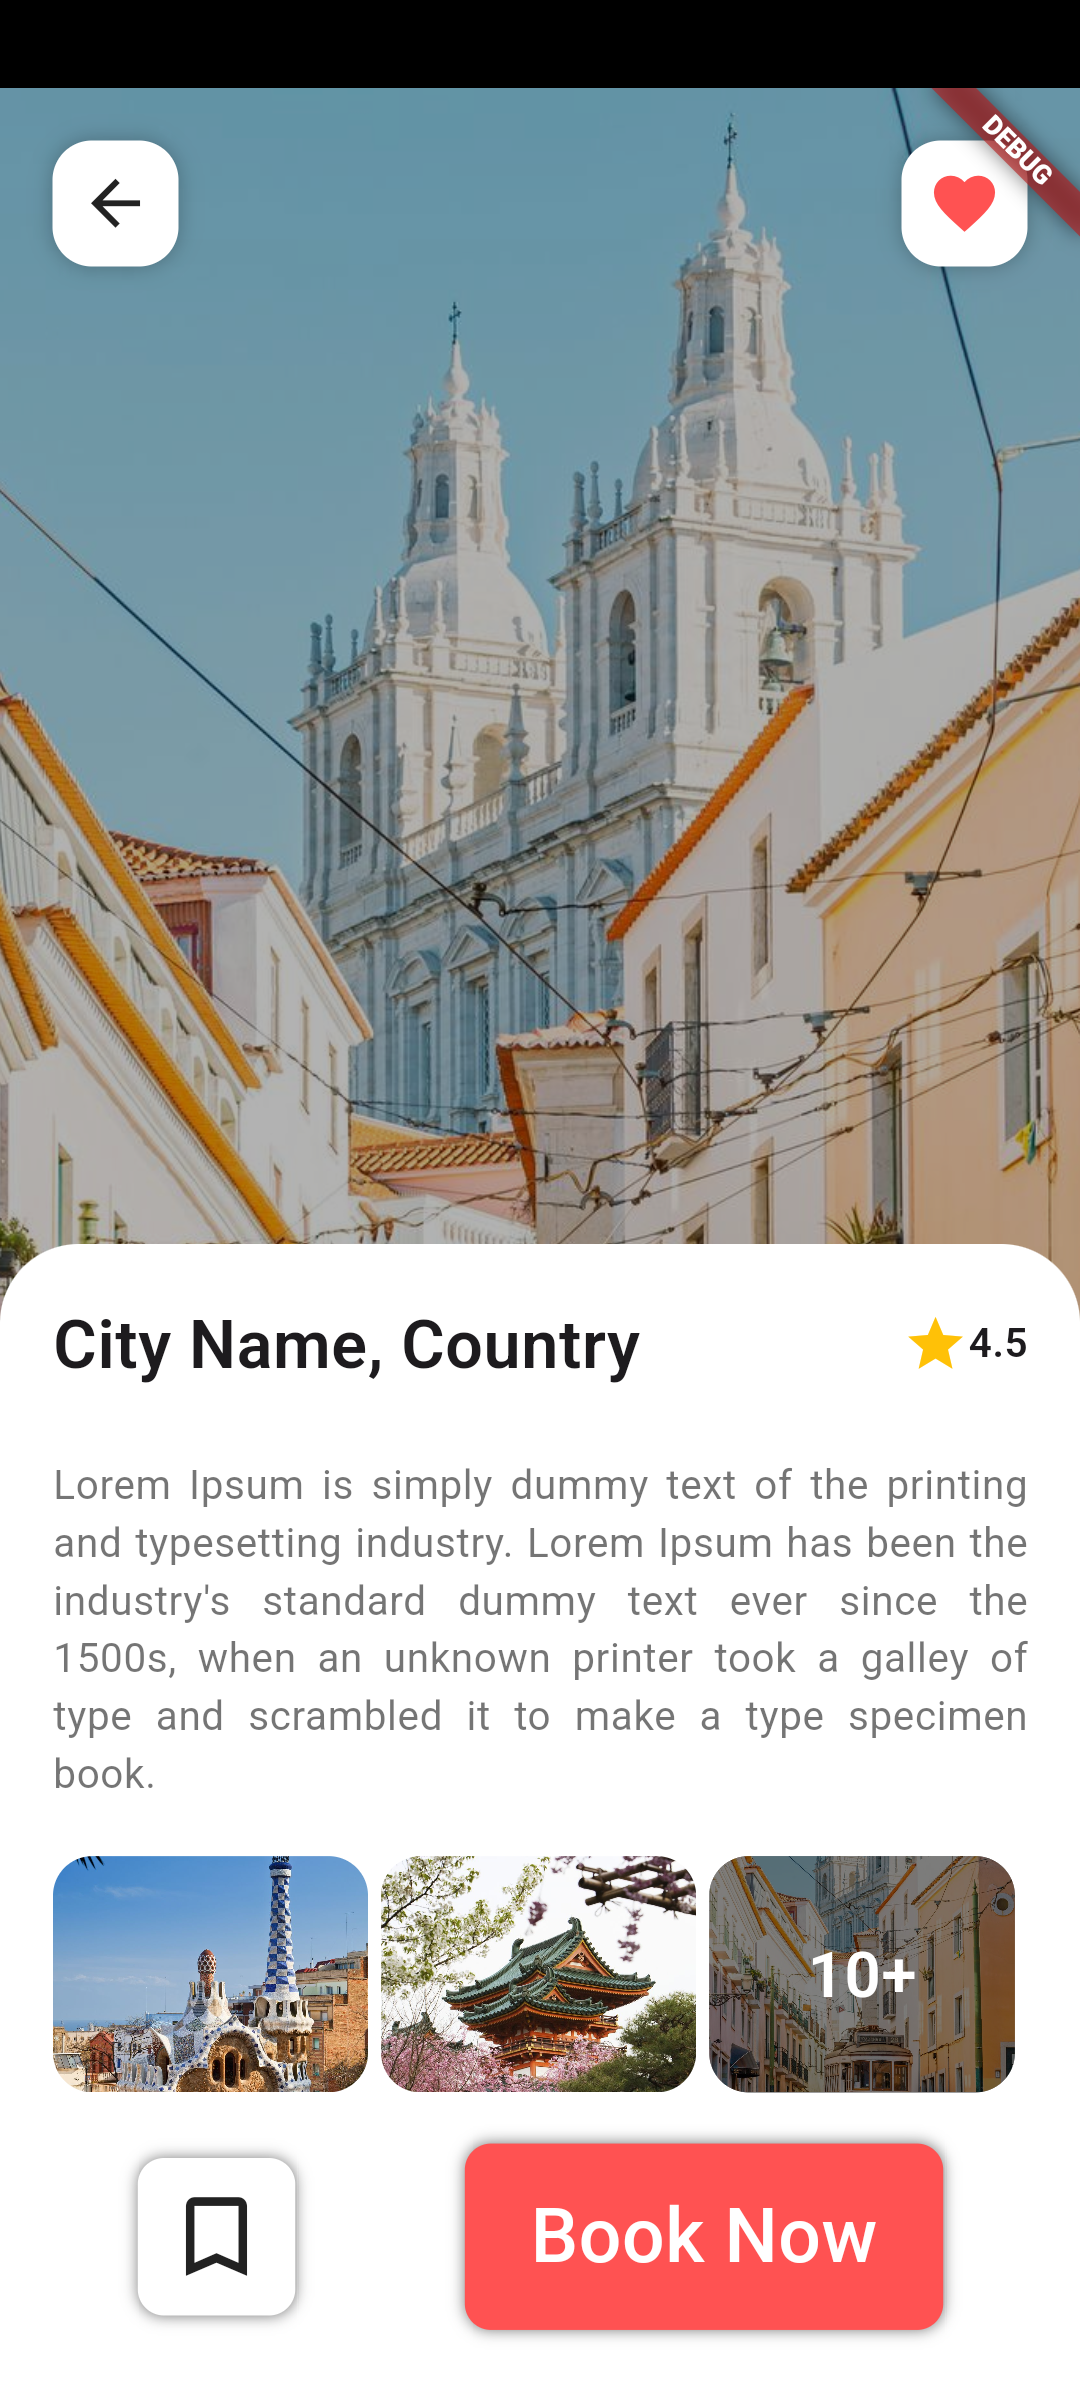 DEBUG
City Name, Country
4.5
Lorem Ipsum is simply dummy text of the printing
and typesetting industry. Lorem Ipsum has been the
industry's standard dummy text ever since the
1500s, when an unknown printer took a galley of
type and scrambled it to make a type specimen
book.
10+
Book Now